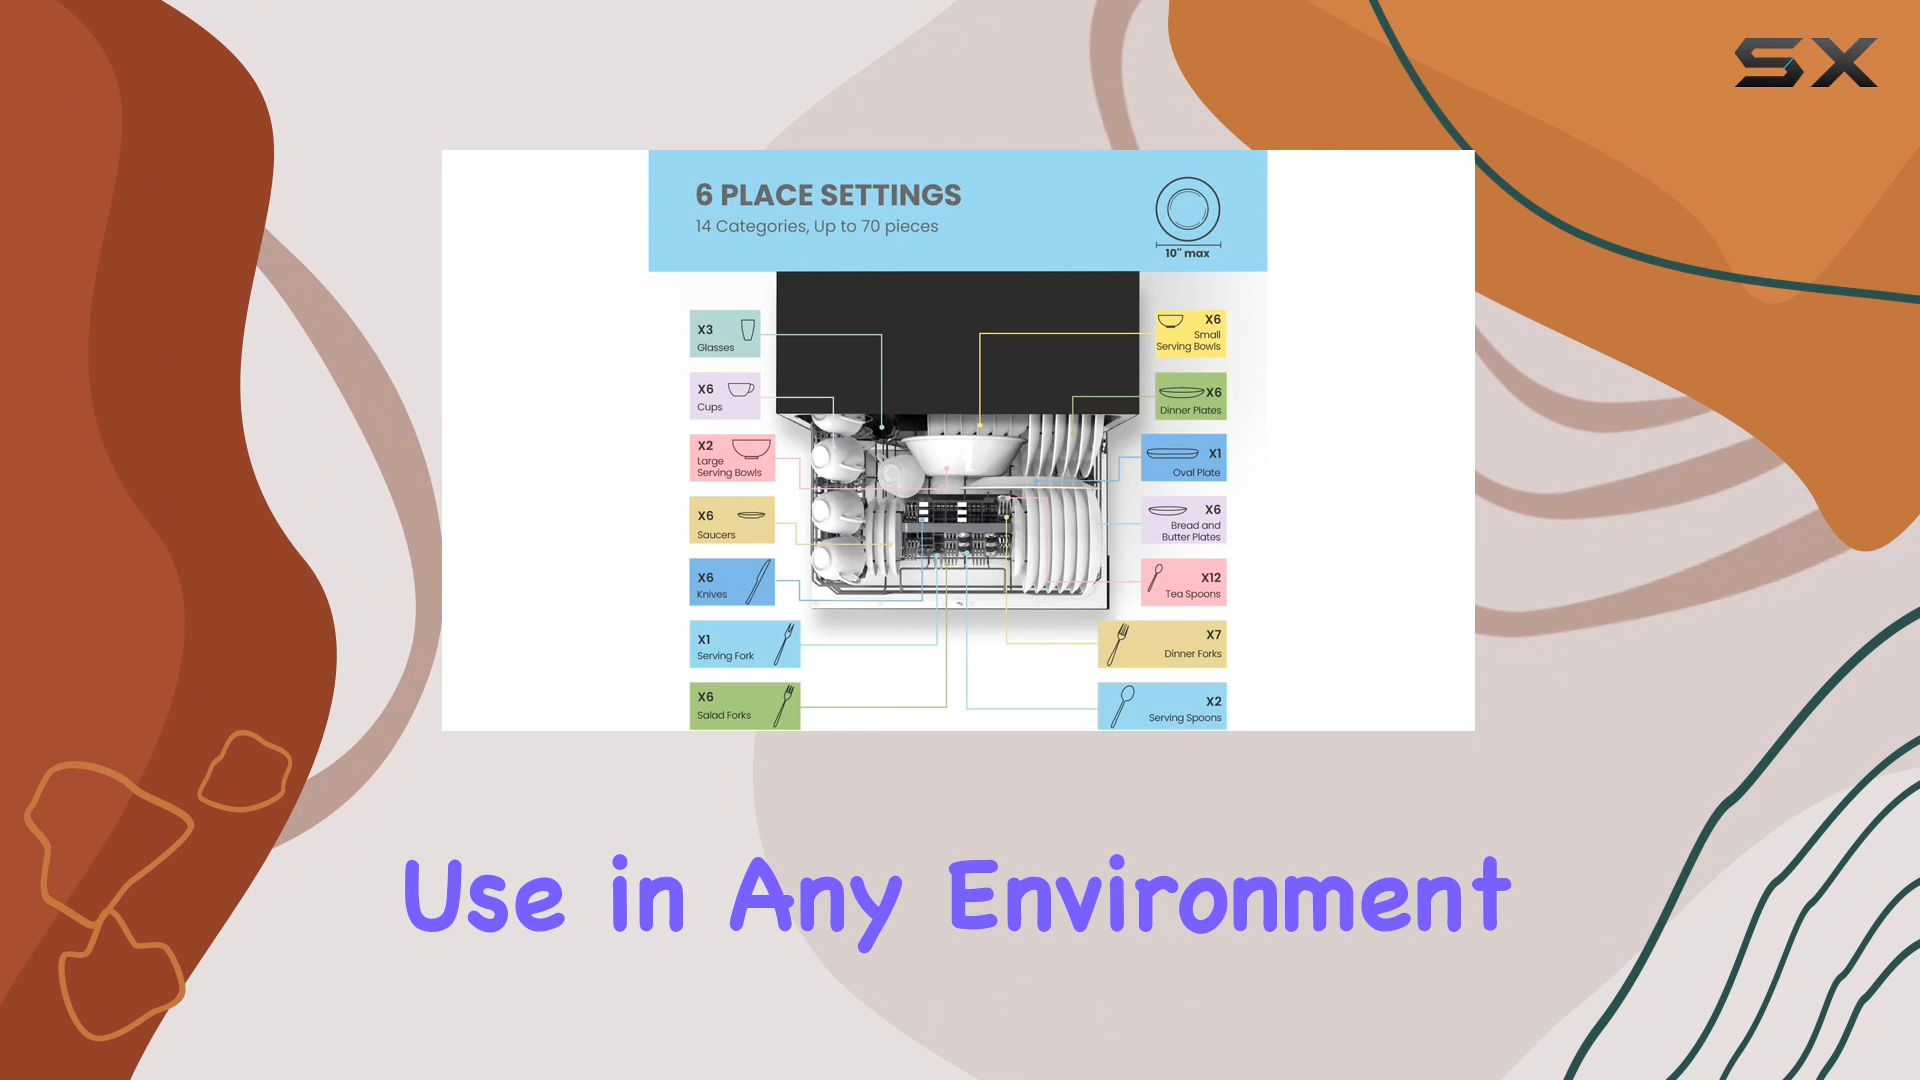 SX
6 PLACE SETTINGS
14 Categories, Up to 70 pieces
10" max
X3
Glasses
X6
Cups
X2
Large
Serving Bowls
X6
Saucers
X6
Knives
X1
Serving Fork
X6
Salad Forks
X6
Small
Serving Bowls
X6
Dinner Plates
X1
Oval Plate
X6
Bread and
Butter Plates
X12
Tea Spoons
X7
Dinner Forks
X2
Serving Spoons
Use in Any Environment